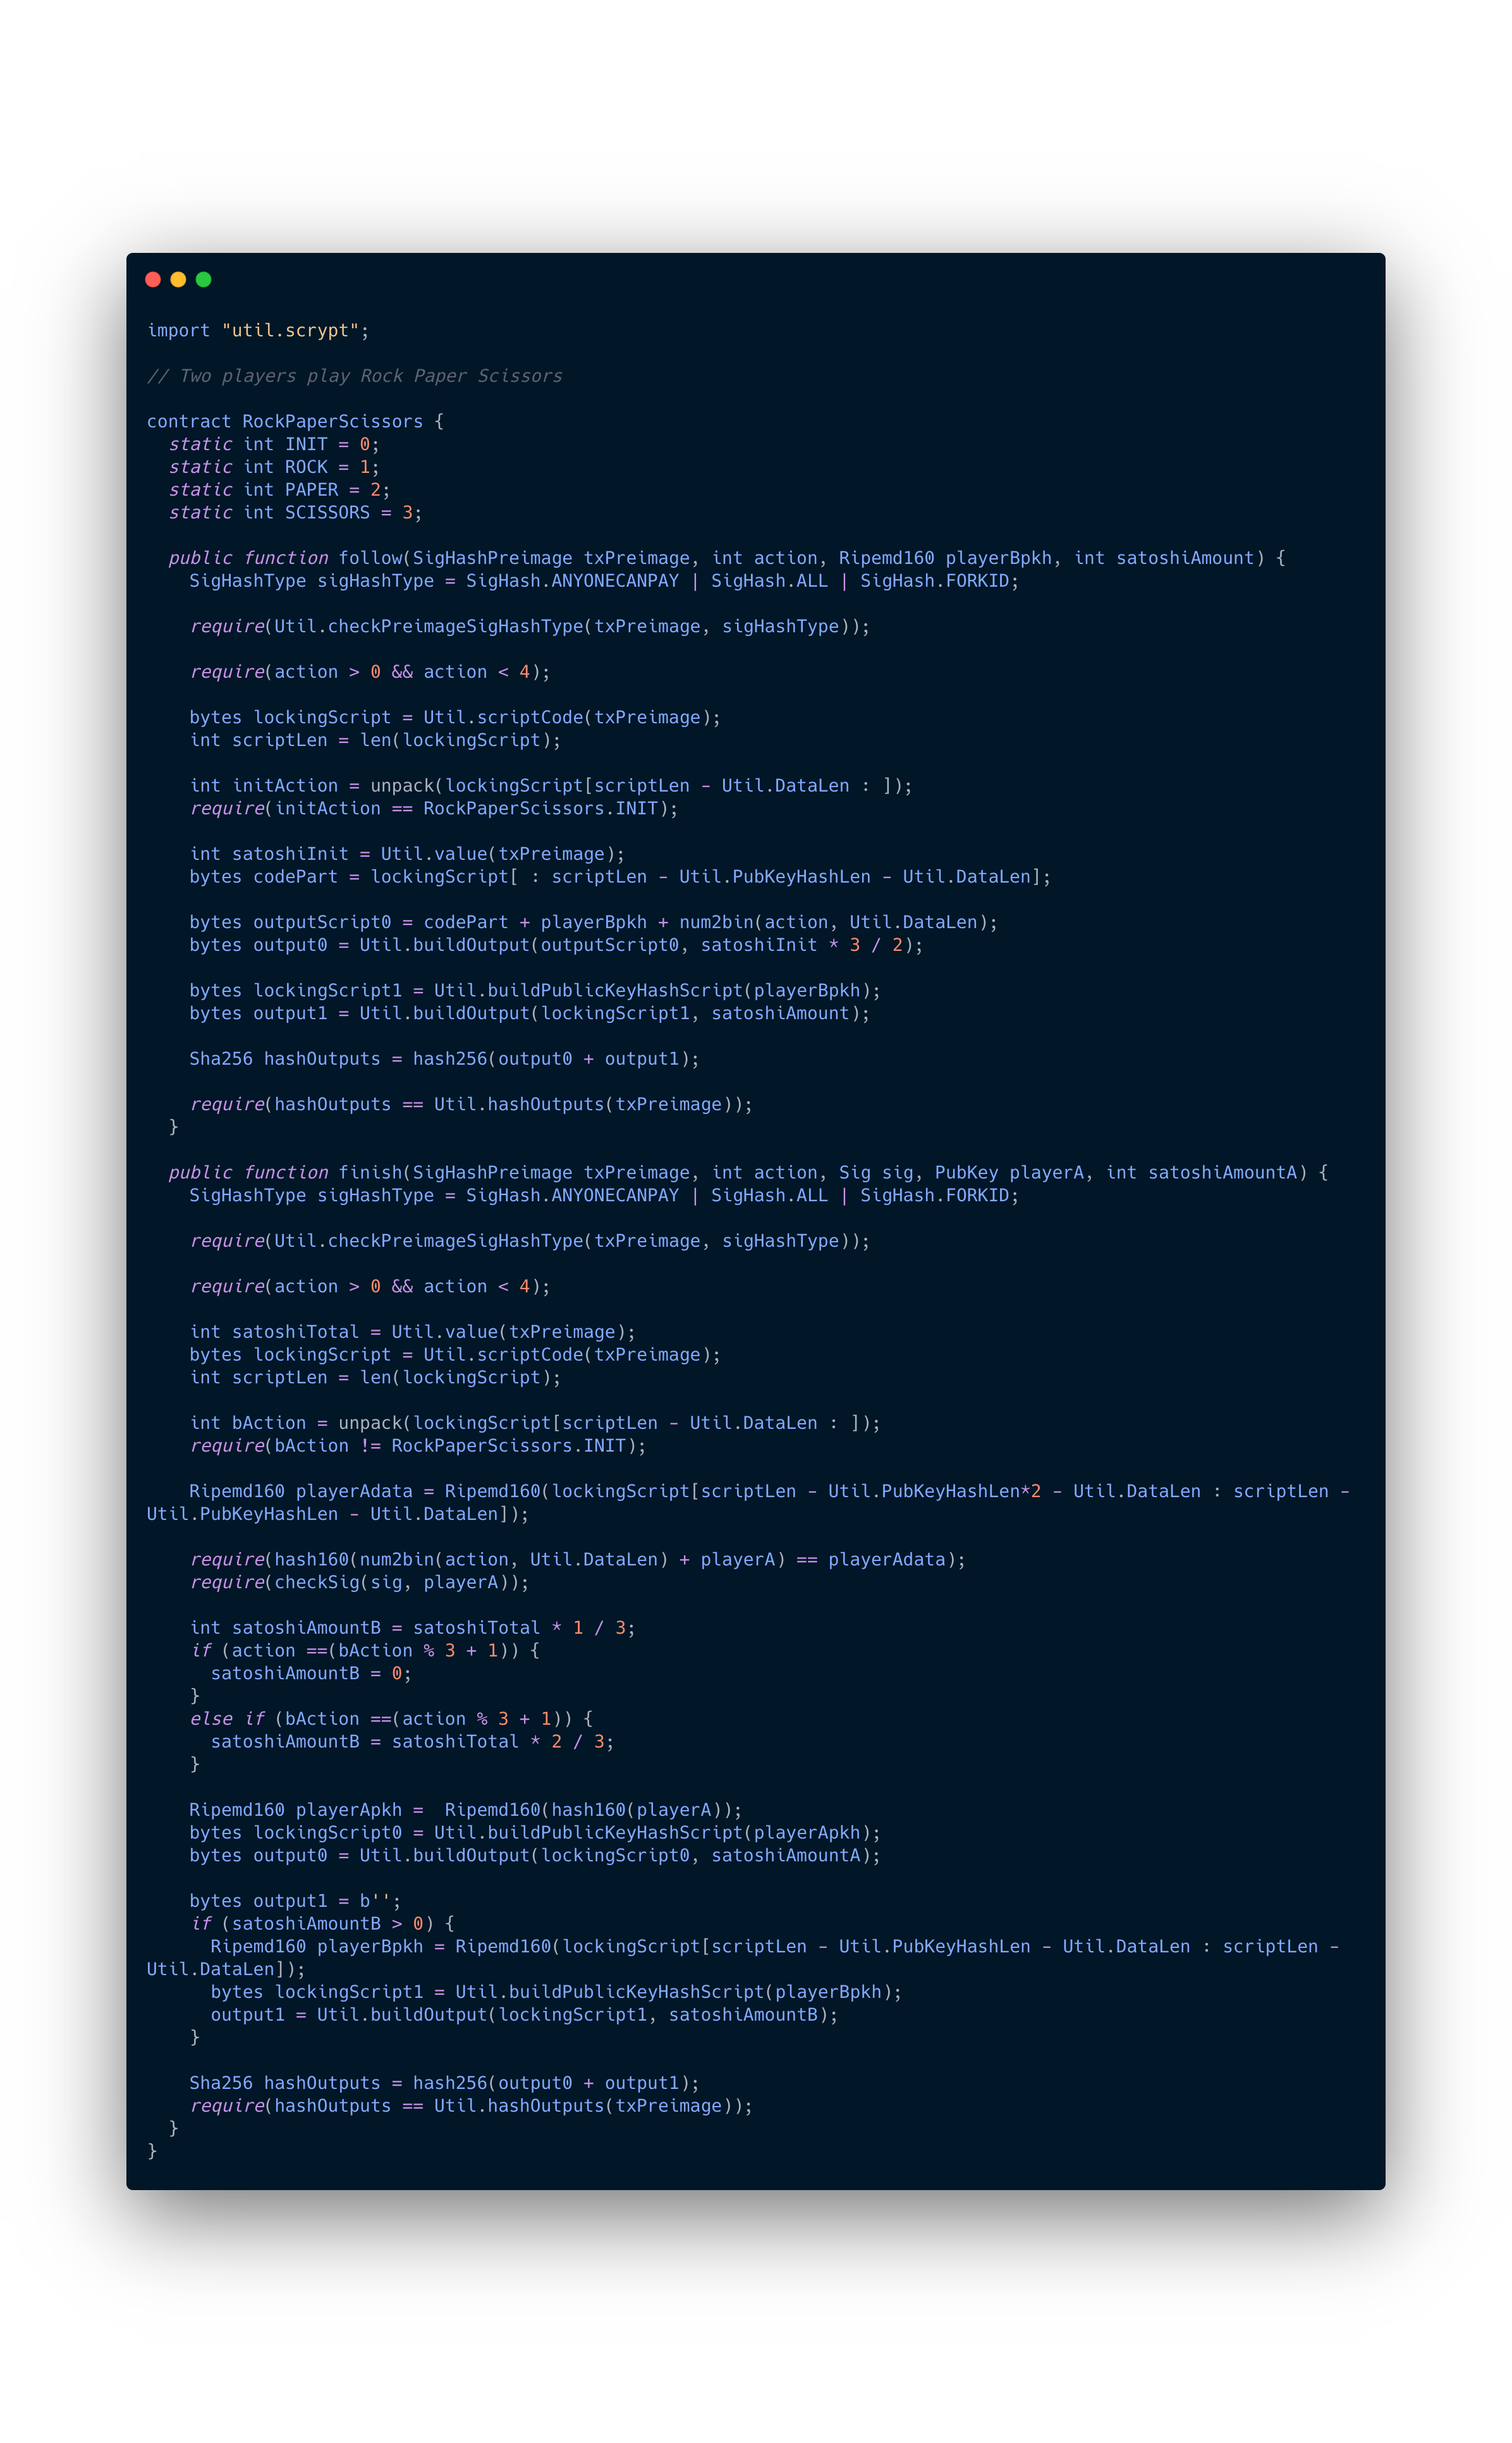 import "util.scrypt";
// Two players play Rock Paper Scissors
contract RockPaperScissors {
  static int INIT = 0;
  static int ROCK = 1;
  static int PAPER = 2;
  static int SCISSORS = 3;
  public function follow(SigHashPreimage txPreimage, int action, Ripemd160 playerBpkh, int satoshiAmount) {
    SigHashType sigHashType = SigHash.ANYONECANPAY | SigHash.ALL | SigHash.FORKID;
    require(Util.checkPreimageSigHashType(txPreimage, sigHashType));
    require(action > 0 && action < 4);
    bytes lockingScript = Util.scriptCode(txPreimage);
    int scriptLen = len(lockingScript);
    int initAction = unpack(lockingScript[scriptLen - Util.DataLen : ]);
    require(initAction == RockPaperScissors.INIT);
    int satoshiInit = Util.value(txPreimage);
    bytes codePart = lockingScript[ : scriptLen - Util.PubKeyHashLen - Util.DataLen];
    bytes outputScript0 = codePart + playerBpkh + num2bin(action, Util.DataLen);
    bytes output0 = Util.buildOutput(outputScript0, satoshiInit * 3 / 2);
    bytes lockingScript1 = Util.buildPublicKeyHashScript(playerBpkh);
    bytes output1 = Util.buildOutput(lockingScript1, satoshiAmount);
    Sha256 hashOutputs = hash256(output0 + output1);
    require(hashOutputs == Util.hashOutputs(txPreimage));
  }
  public function finish(SigHashPreimage txPreimage, int action, Sig sig, PubKey playerA, int satoshiAmountA) {
    SigHashType sigHashType = SigHash.ANYONECANPAY | SigHash.ALL | SigHash.FORKID;
    require(Util.checkPreimageSigHashType(txPreimage, sigHashType));
    require(action > 0 && action < 4);
    int satoshiTotal = Util.value(txPreimage);
    bytes lockingScript = Util.scriptCode(txPreimage);
    int scriptLen = len(lockingScript);
    int bAction = unpack(lockingScript[scriptLen - Util.DataLen : ]);
    require(bAction != RockPaperScissors.INIT);
    Ripemd160 playerAdata = Ripemd160(lockingScript[scriptLen - Util.PubKeyHashLen*2 - Util.DataLen : scriptLen -
Util.PubKeyHashLen - Util.DataLen]);
    require(hash160(num2bin(action, Util.DataLen) + playerA) == playerAdata);
    require(checkSig(sig, playerA));
    int satoshiAmountB = satoshiTotal * 1 / 3;
    if (action ==(bAction % 3 + 1)) {
      satoshiAmountB = 0;
    }
    else if (bAction ==(action % 3 + 1)) {
      satoshiAmountB = satoshiTotal * 2 / 3;
    }
    Ripemd160 playerApkh =  Ripemd160(hash160(playerA));
    bytes lockingScript0 = Util.buildPublicKeyHashScript(playerApkh);
    bytes output0 = Util.buildOutput(lockingScript0, satoshiAmountA);
    bytes output1 = b'';
    if (satoshiAmountB > 0) {
      Ripemd160 playerBpkh = Ripemd160(lockingScript[scriptLen - Util.PubKeyHashLen - Util.DataLen : scriptLen -
Util.DataLen]);
      bytes lockingScript1 = Util.buildPublicKeyHashScript(playerBpkh);
      output1 = Util.buildOutput(lockingScript1, satoshiAmountB);
    }
    Sha256 hashOutputs = hash256(output0 + output1);
    require(hashOutputs == Util.hashOutputs(txPreimage));
  }
}